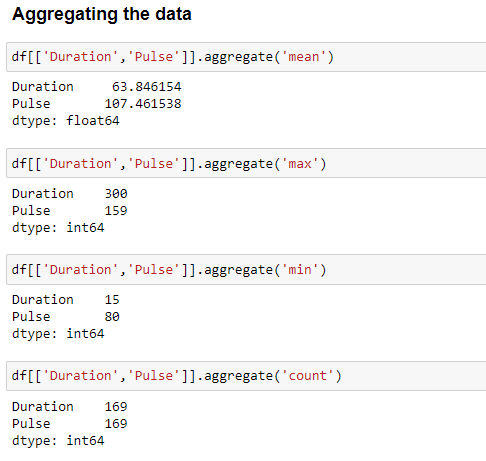 Aggregating the data
df[['Duration','Pulse']].aggregate('mean')
Duration     63.846154
Pulse       107.461538
dtype: float64
df[['Duration','Pulse']].aggregate('max')
Duration    300
Pulse       159
dtype: int64
df[['Duration','Pulse']].aggregate('min')
Duration    15
Pulse       80
dtype: int64
df[['Duration','Pulse']].aggregate('count')
Duration    169
Pulse       169
dtype: int64